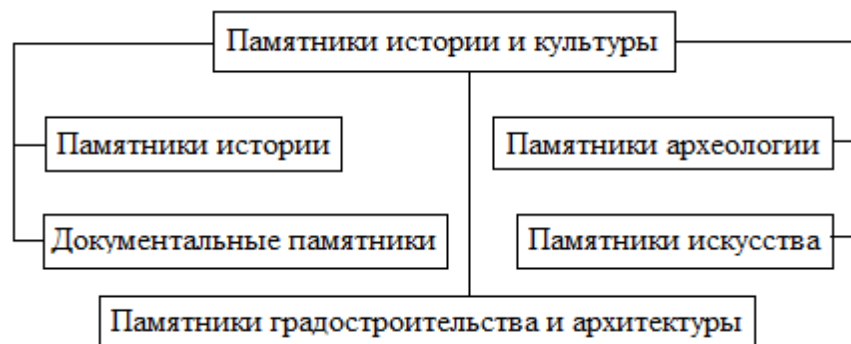 Памятники истории и культуры
Памятники истории
Памятники археологии
Документальные памятники
Памятники искусства
Памятники градостроительства и архитектуры